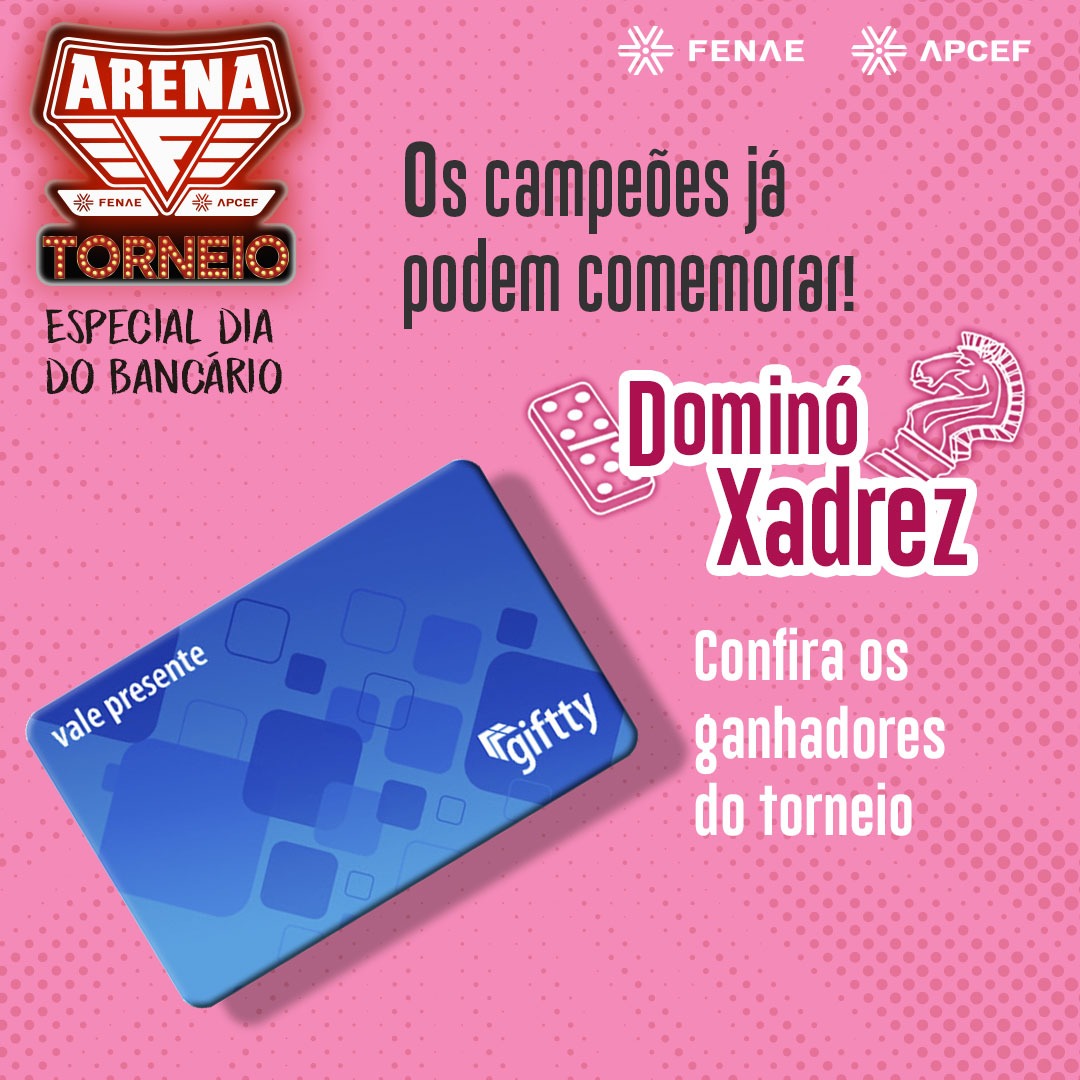 ARENA
F
FENAE APCEF
TORNEIO
ESPECIAL DIA
DO BANCÁRIO
FENAE APCEF
Os campeões já
podem comemorar!
Dominó
Xadrez
vale presente
giftty
Confira os
ganhadores
do torneio